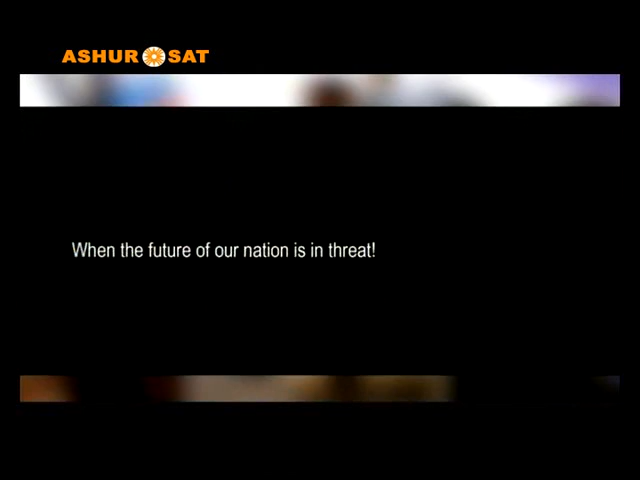 ASHUR SAT
When the future of our nation is in threat!